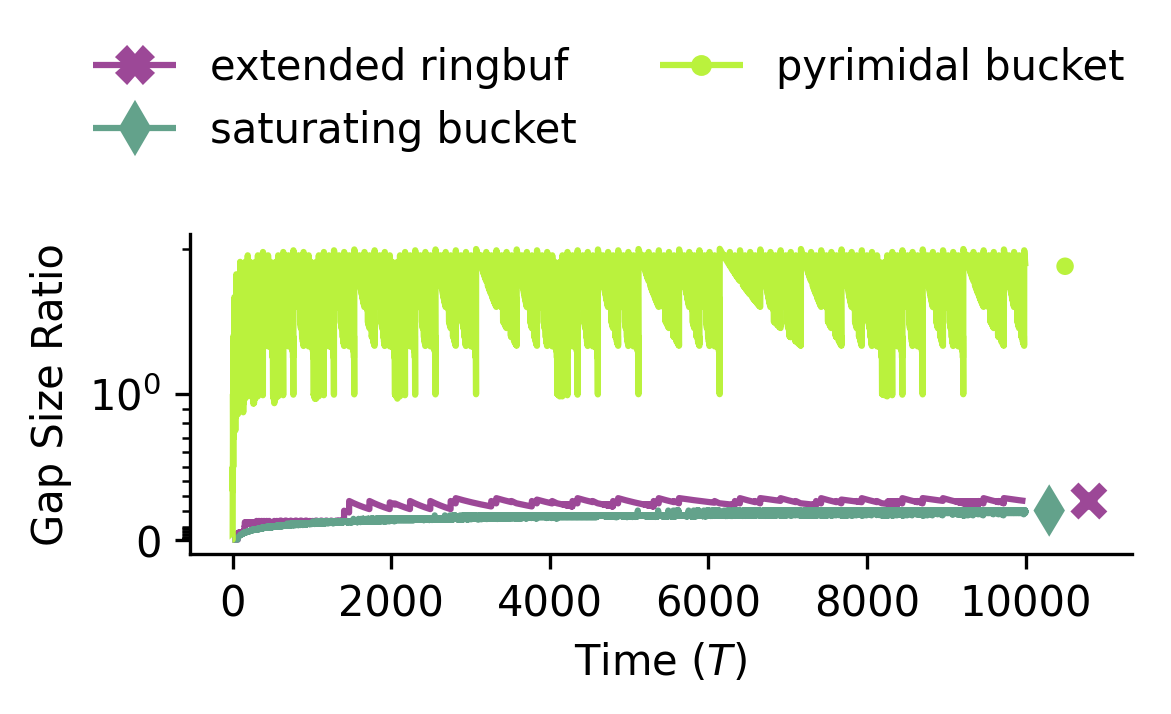 extended ringbuf
pyrimidal bucket
saturating bucket
Gap Size Ratio
10⁰
0
0 2000 4000 6000 8000 10000
Time (T)